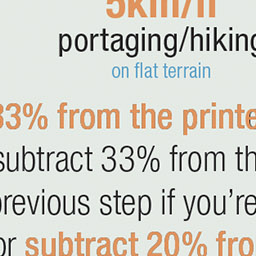 5km/h
portaging/hiking
on flat terrain
33% from the printe
subtract 33% from th
previous step if you're
or subtract 20% fro